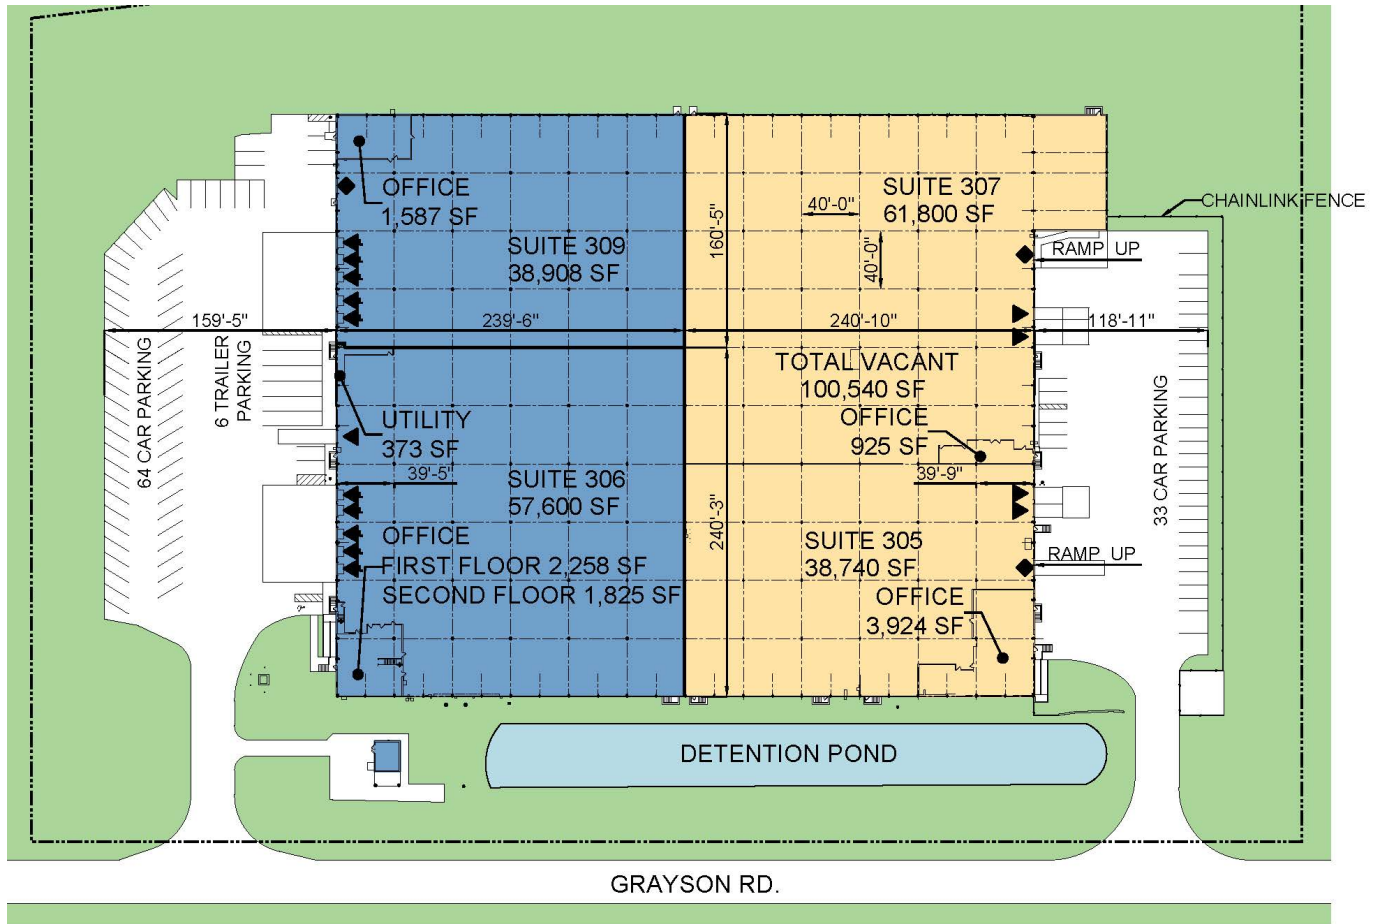 OFFICE
1,587 SF
SUITE 309
38,908 SF
SUITE 307
61,800 SF
40'-0"
40'-0"
160'-5"
CHAINLINK FENCE
RAMP UP
159'-5"
239'-6"
240'-10"
118'-11"
64 CAR PARKING
6 TRAILER
PARKING
TOTAL VACANT
100,540 SF
OFFICE
925 SF
UTILITY
373 SF
39'-5"
SUITE 306
57,600 SF
39'-9"
33 CAR PARKING
240'-3"
OFFICE
FIRST FLOOR 2,258 SF
SECOND FLOOR 1,825 SF
SUITE 305
38,740 SF
RAMP UP
OFFICE
3,924 SF
DETENTION POND
GRAYSON RD.